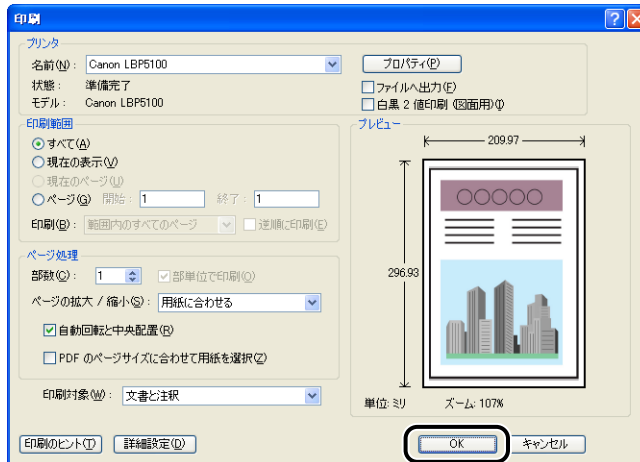 印刷
プリンタ
名前(N): Canon LBP5100
プロパティ(P)
状態: 準備完了
ファイルへ出力(F)
モデル: Canon LBP5100
白黒 2 値印刷 (図面用)(I)
印刷範囲
すべて(A)
現在の表示(V)
現在のページ(U)
ページ(G) 開始: 1 終了: 1
印刷(B): 範囲内のすべてのページ 逆順に印刷(E)
ページ処理
部数(C): 1 部単位で印刷(O)
ページの拡大 / 縮小(S): 用紙に合わせる
自動回転と中央配置(R)
PDF のページサイズに合わせて用紙を選択(Z)
印刷対象(W): 文書と注釈
プレビュー
209.97
296.93
単位: ミリ ズーム: 107%
印刷のヒント(T) 詳細設定(D) OK キャンセル